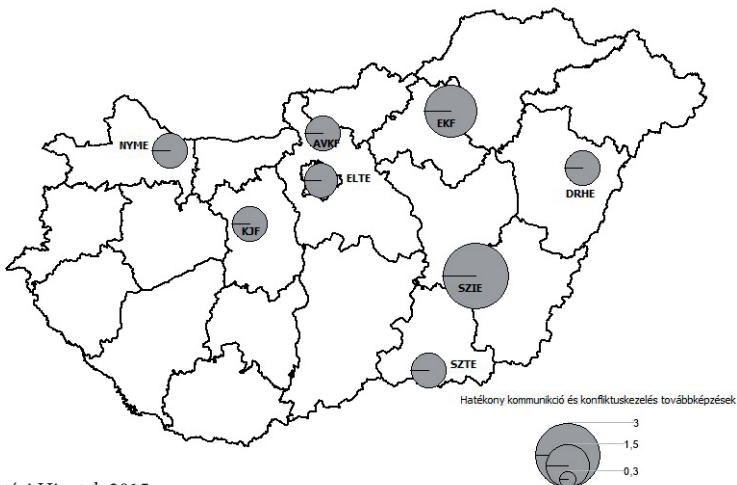 EKF
AVKF
NYME
DRHE
ELTE
KJF
SZIE
SZTE
Hatékony kommunikció és konfliktuskezelés továbbképzések
3
1,5
0,3